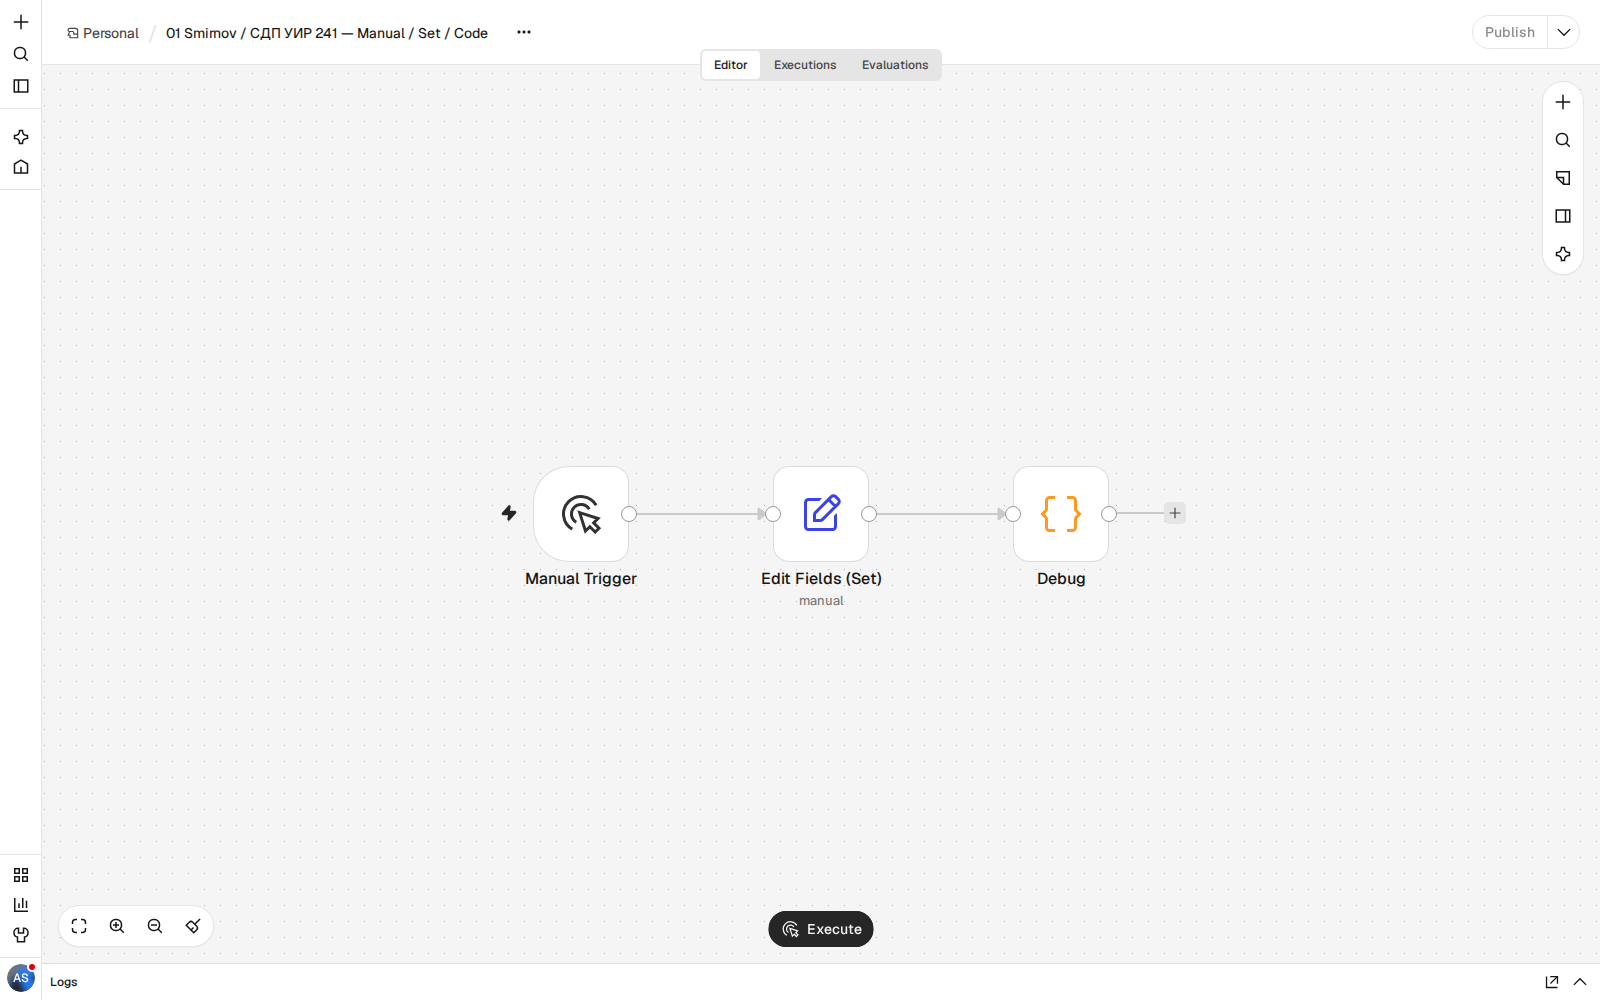 Personal / 01 Smirnov / СДП УИР 241 — Manual / Set / Code
Publish
Editor Executions Evaluations
Manual Trigger
Edit Fields (Set)
manual
Debug
Execute
AS
Logs